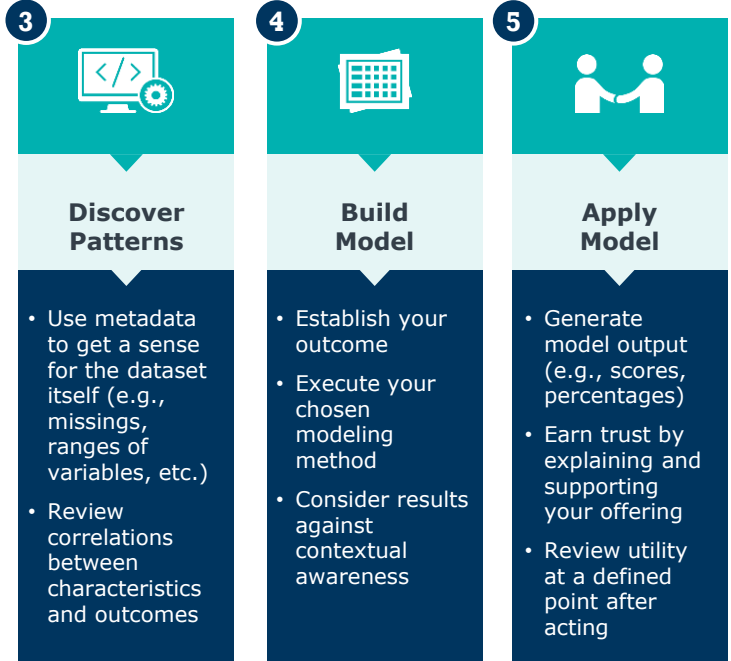 3
</>
Discover
Patterns
• Use metadata
to get a sense
for the dataset
itself (e.g.,
missings,
ranges of
variables, etc.)
• Review
correlations
between
characteristics
and outcomes
4
Build
Model
• Establish your
outcome
• Execute your
chosen
modeling
method
• Consider results
against
contextual
awareness
5
Apply
Model
• Generate
model output
(e.g., scores,
percentages)
• Earn trust by
explaining and
supporting
your offering
• Review utility
at a defined
point after
acting